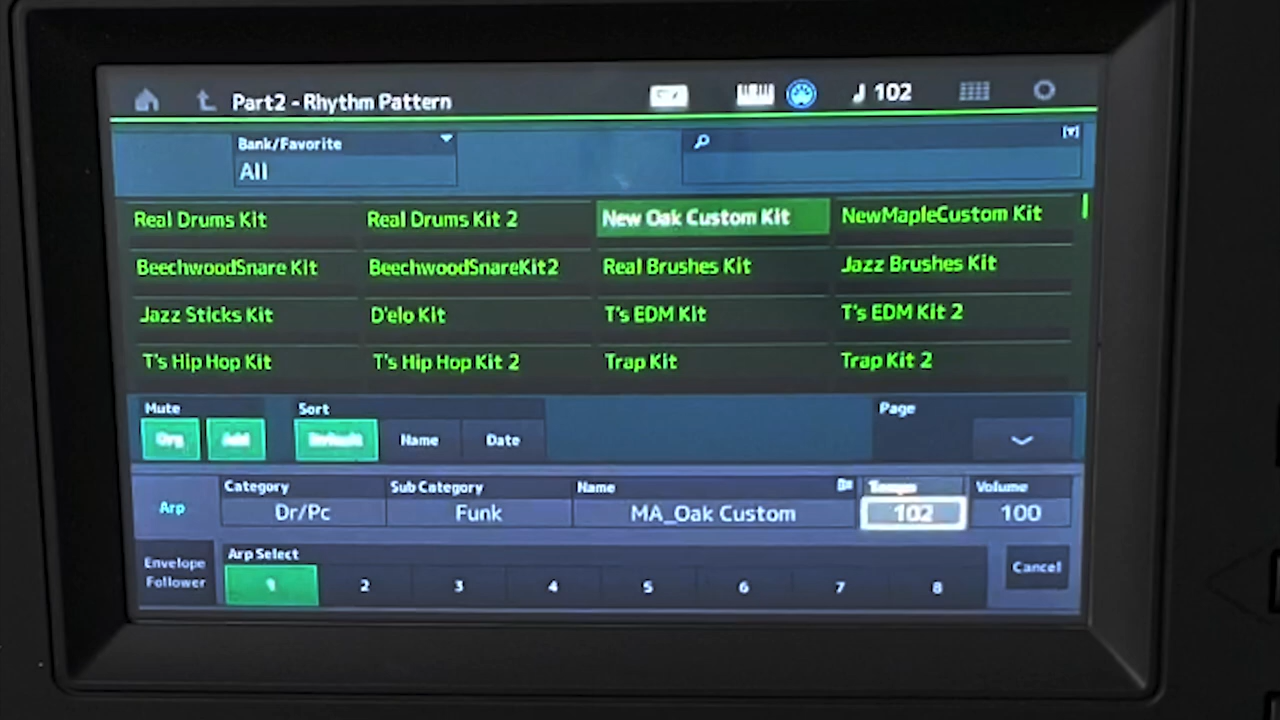 Part2 - Rhythm Pattern
102
Bank/Favorite
All
Real Drums Kit
Real Drums Kit 2
New Oak Custom Kit
NewMapleCustom Kit
BeechwoodSnare Kit
BeechwoodSnareKit2
Real Brushes Kit
Jazz Brushes Kit
Jazz Sticks Kit
D'elo Kit
T's EDM Kit
T's EDM Kit 2
T's Hip Hop Kit
T's Hip Hop Kit 2
Trap Kit
Trap Kit 2
Mute
Sort
Page
Default
Name
Date
Arp
Category
Dr/Pc
Sub Category
Funk
Name
MA_Oak Custom
Tempo
102
Volume
100
Envelope
Follower
Arp Select
1
2
3
4
5
6
7
8
Cancel